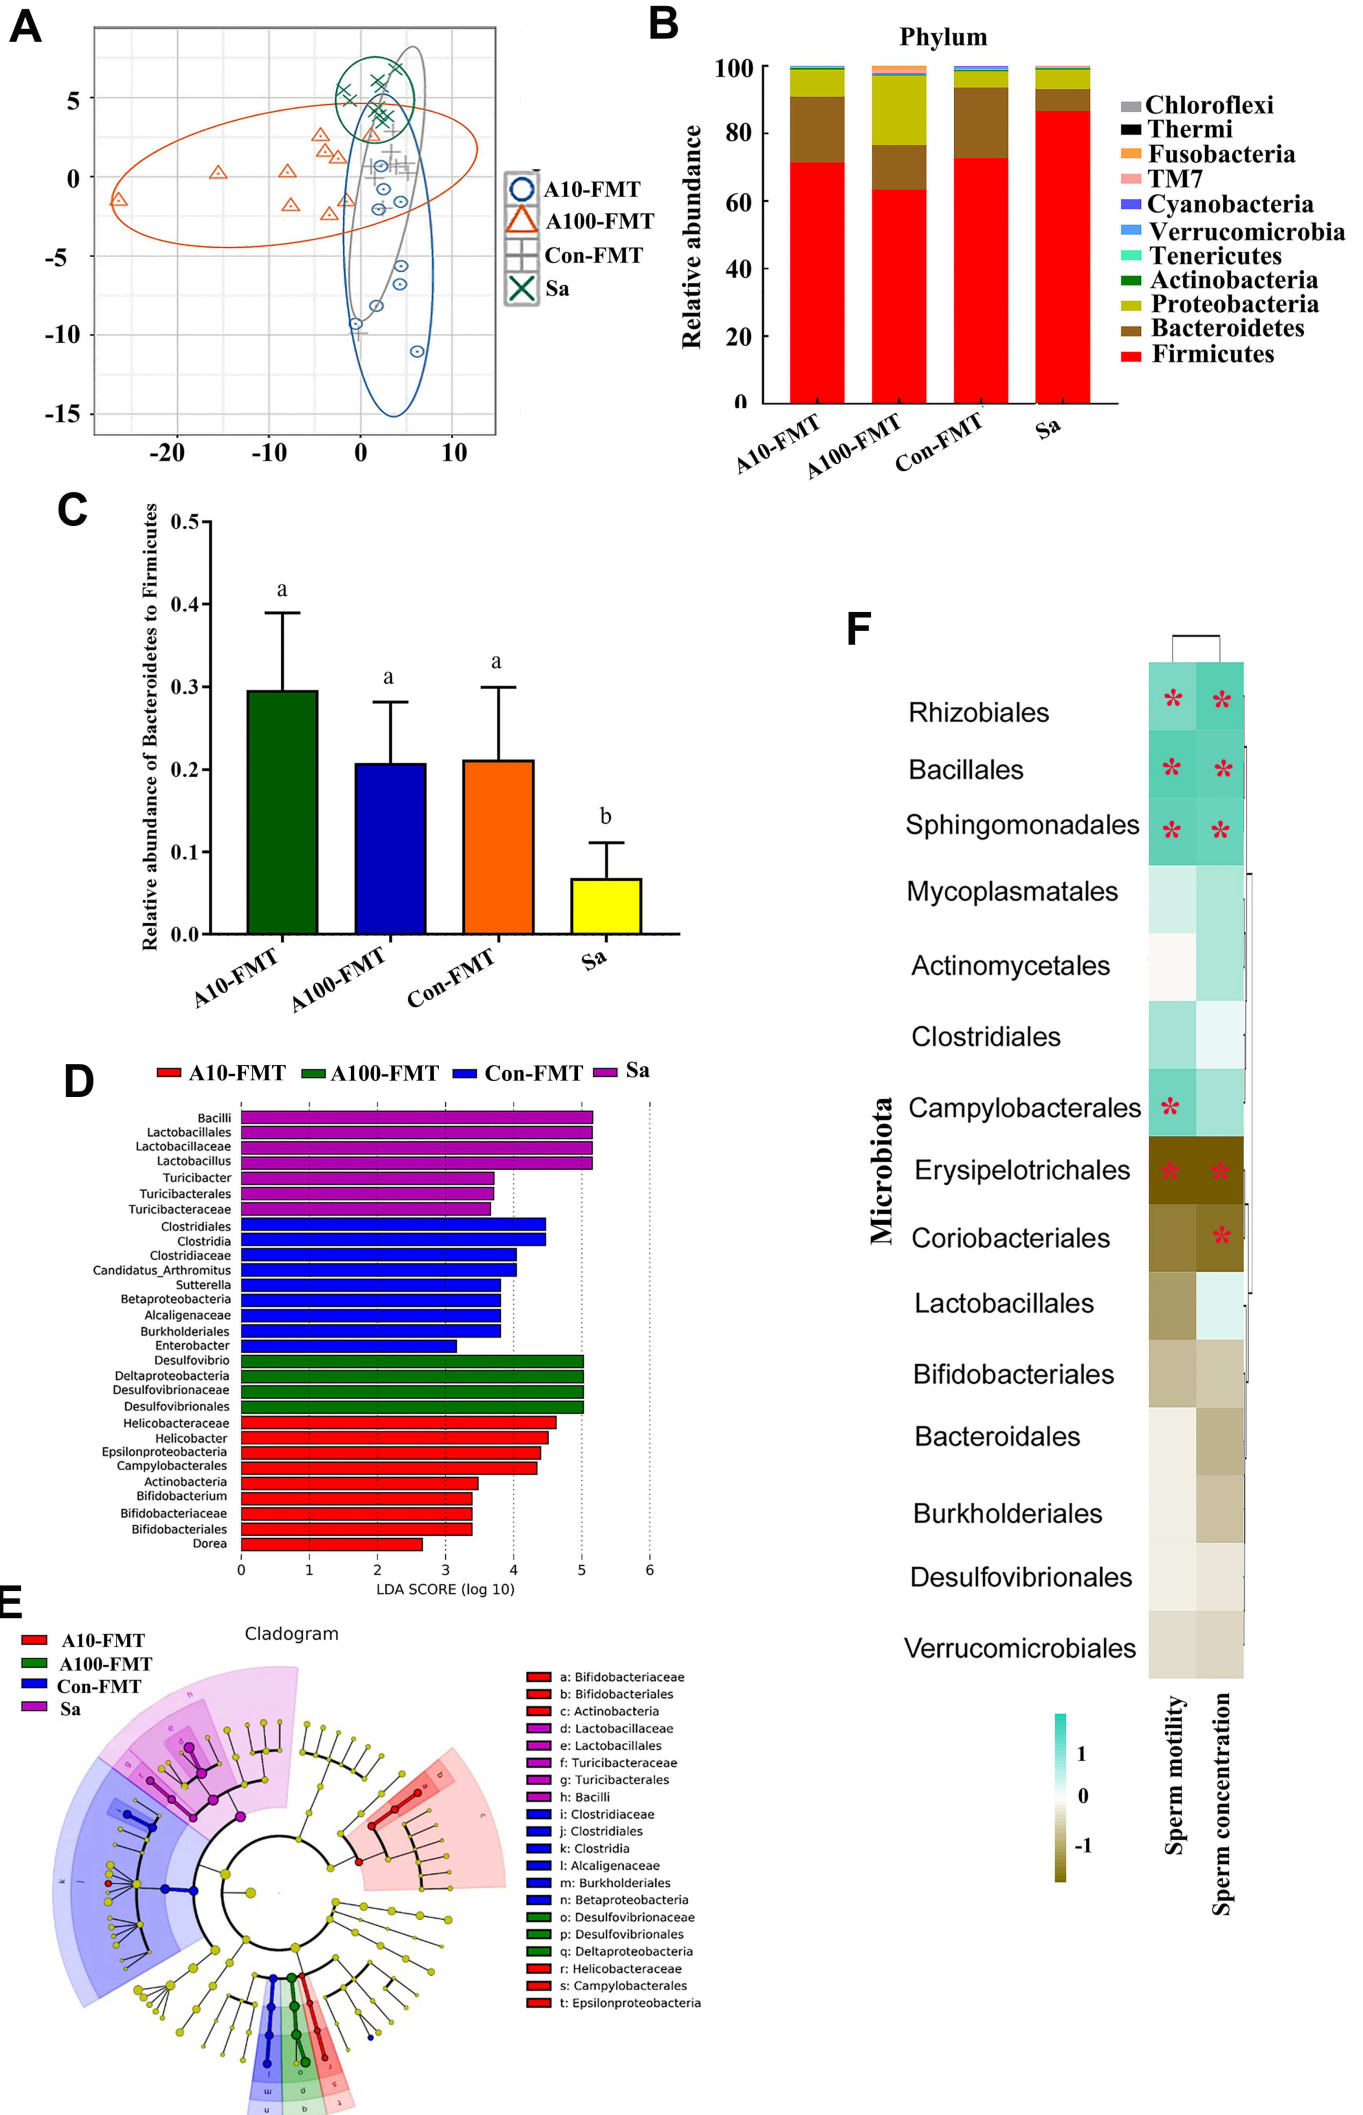 A
5
0
-5
-10
-15
-20
-10
0
10
A10-FMT
A100-FMT
Con-FMT
Sa
B
Phylum
Relative abundance
100
80
60
40
20
0
A10-FMT
A100-FMT
Con-FMT
Sa
Chloroflexi
Thermi
Fusobacteria
TM7
Cyanobacteria
Verrucomicrobia
Tenericutes
Actinobacteria
Proteobacteria
Bacteroidetes
Firmicutes
C
Relative abundance of Bacteroidetes to Firmicutes
0.5
0.4
0.3
0.2
0.1
0.0
a
a
a
b
A10-FMT
A100-FMT
Con-FMT
Sa
D
A10-FMT
A100-FMT
Con-FMT
Sa
Bacilli
Lactobacillales
Lactobacillaceae
Lactobacillus
Turicibacter
Turicibacterales
Turicibacteraceae
Clostridiales
Clostridia
Clostridiaceae
Candidatus_Arthromitus
Sutterella
Betaproteobacteria
Alcaligenaceae
Burkholderiales
Enterobacter
Desulfovibrio
Deltaproteobacteria
Desulfovibrionaceae
Desulfovibrionales
Helicobacteraceae
Helicobacter
Epsilonproteobacteria
Campylobacterales
Actinobacteria
Bifidobacterium
Bifidobacteriaceae
Bifidobacteriales
Dorea
0 1 2 3 4 5 6
LDA SCORE (log 10)
E
Cladogram
A10-FMT
A100-FMT
Con-FMT
Sa
h
e
d
g
f
i
j
k
a
b
c
l
m
n
o
p
q
r
s
t
a: Bifidobacteriaceae
b: Bifidobacteriales
c: Actinobacteria
d: Lactobacillaceae
e: Lactobacillales
f: Turicibacteraceae
g: Turicibacterales
h: Bacilli
i: Clostridiaceae
j: Clostridiales
k: Clostridia
l: Alcaligenaceae
m: Burkholderiales
n: Betaproteobacteria
o: Desulfovibrionaceae
p: Desulfovibrionales
q: Deltaproteobacteria
r: Helicobacteraceae
s: Campylobacterales
t: Epsilonproteobacteria
F
Microbiota
Rhizobiales * *
Bacillales * *
Sphingomonadales * *
Mycoplasmatales
Actinomycetales
Clostridiales
Campylobacterales *
Erysipelotrichales * *
Coriobacteriales *
Lactobacillales
Bifidobacteriales
Bacteroidales
Burkholderiales
Desulfovibrionales
Verrucomicrobiales
1
0
-1
Sperm motility
Sperm concentration